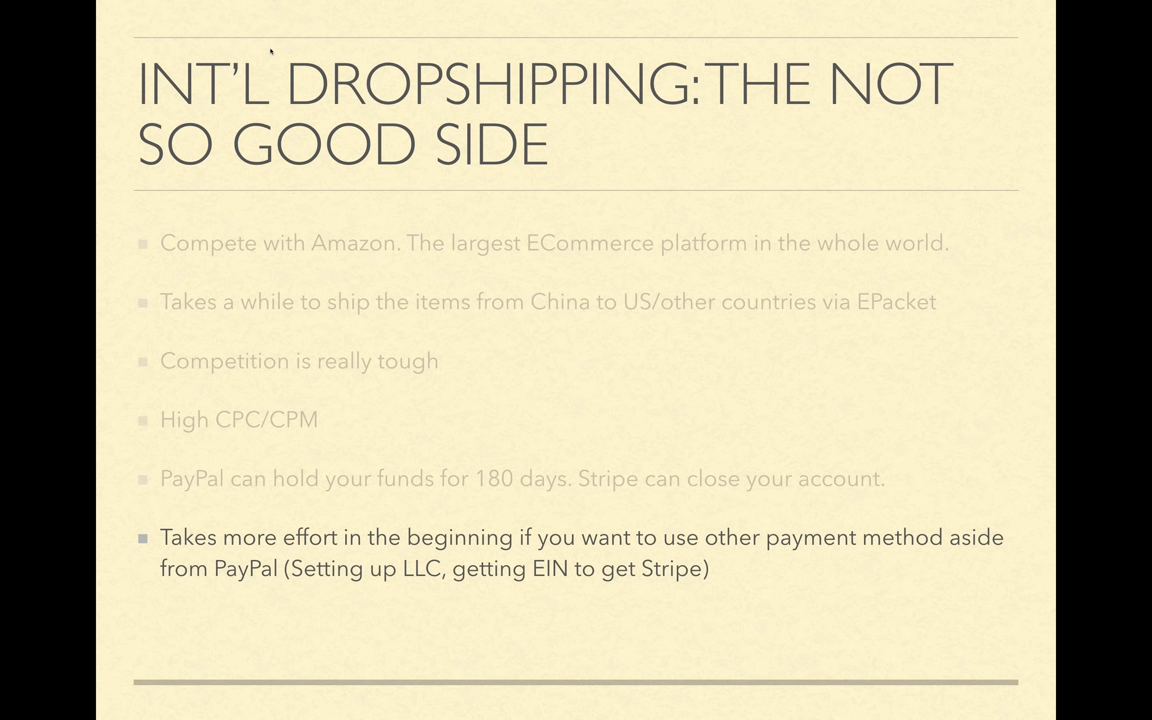 INT’L DROPSHIPPING: THE NOT
SO GOOD SIDE
Compete with Amazon. The largest ECommerce platform in the whole world.
Takes a while to ship the items from China to US/other countries via EPacket
Competition is really tough
High CPC/CPM
PayPal can hold your funds for 180 days. Stripe can close your account.
Takes more effort in the beginning if you want to use other payment method aside
from PayPal (Setting up LLC, getting EIN to get Stripe)